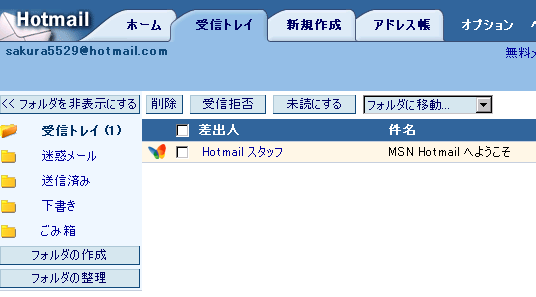 Hotmail ホーム 受信トレイ 新規作成 アドレス帳 オプション
sakura5529@hotmail.com 無料メ
<< フォルダを非表示にする 削除 受信拒否 未読にする フォルダに移動...
受信トレイ (1) 差出人 件名
迷惑メール Hotmail スタッフ MSN Hotmail へようこそ
送信済み
下書き
ごみ箱
フォルダの作成
フォルダの整理